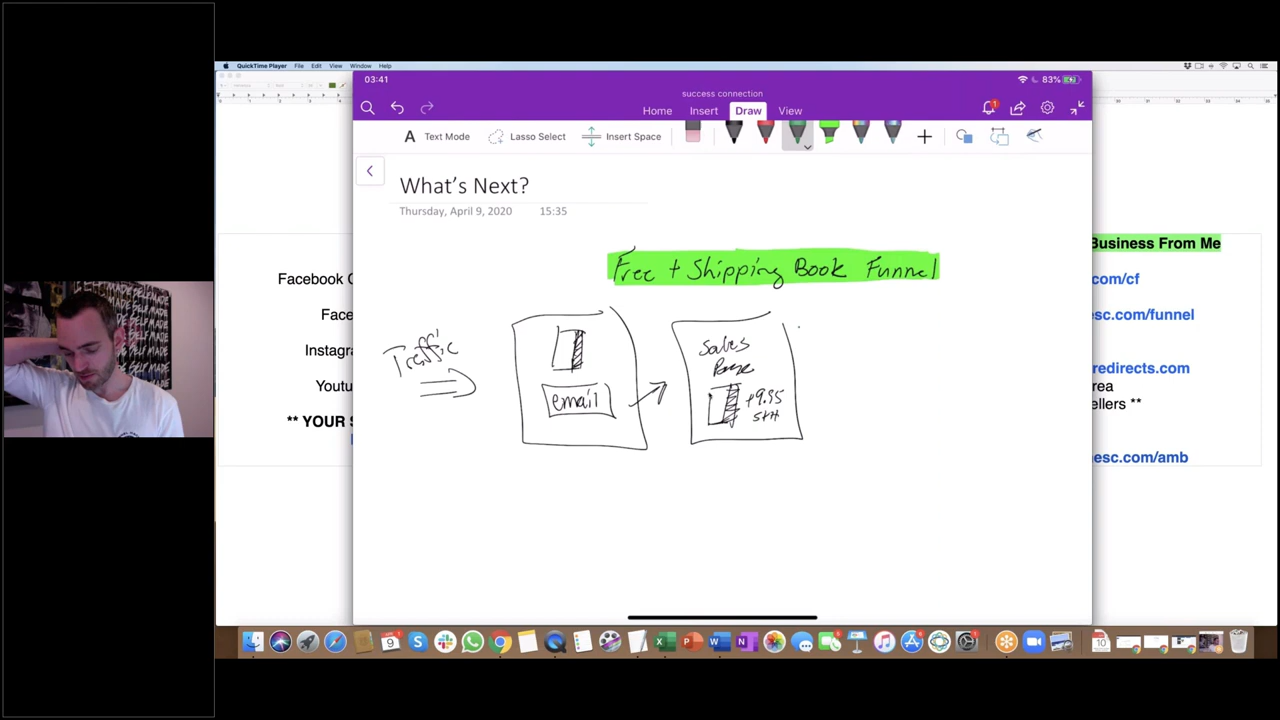 QuickTime Player File Edit View Window Help
03:41
83%
success connection
Home Insert Draw View
Text Mode
Lasso Select
Insert Space
What's Next?
Thursday, April 9, 2020 15:35
Free + Shipping Book Funnel
Traffic
email
Sales
Page
+9.95
S+H
Facebook C
Face
Instagra
Youtu
** YOUR S
Business From Me
com/cf
esc.com/funnel
redirects.com
area
ellers **
esc.com/amb
SELF MADE